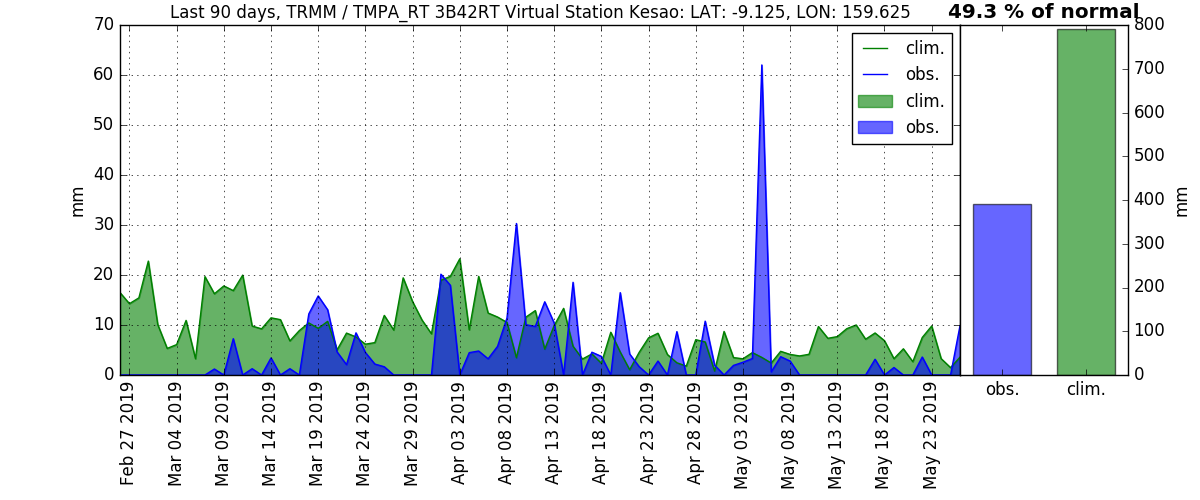 Last 90 days, TRMM / TMPA_RT 3B42RT Virtual Station Kesao: LAT: -9.125, LON: 159.625
49.3 % of normal
70
60
50
40
30
20
10
0
mm
clim.
obs.
clim.
obs.
Feb 27 2019
Mar 04 2019
Mar 09 2019
Mar 14 2019
Mar 19 2019
Mar 24 2019
Mar 29 2019
Apr 03 2019
Apr 08 2019
Apr 13 2019
Apr 18 2019
Apr 23 2019
Apr 28 2019
May 03 2019
May 08 2019
May 13 2019
May 18 2019
May 23 2019
800
700
600
500
400
300
200
100
0
mm
obs.
clim.